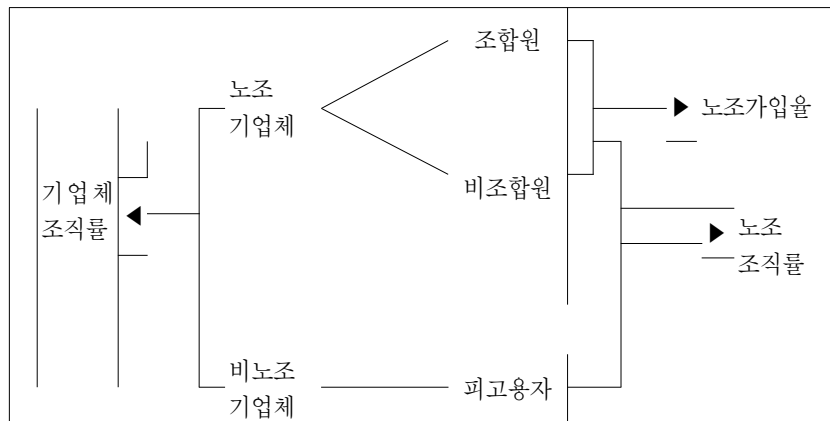 조합원
노조
기업체
노조가입율
비조합원
기업체
조직률
노조
조직률
비노조
기업체
피고용자